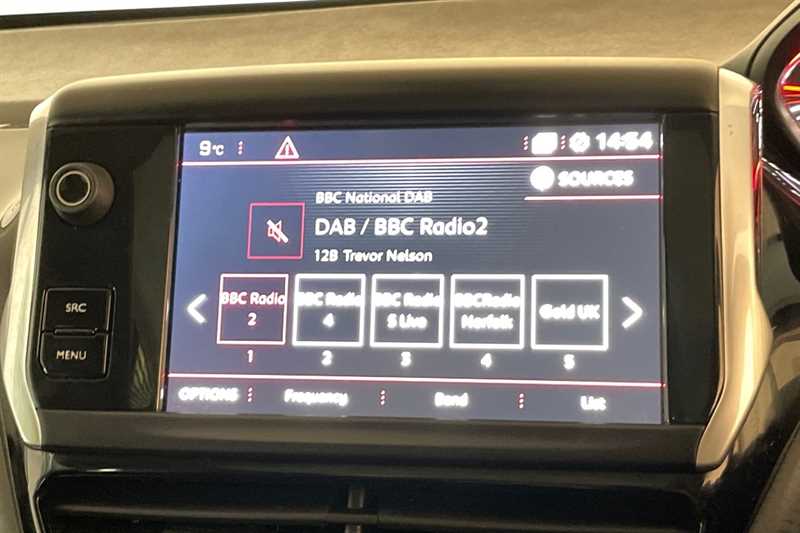 9°C 14:54
SOURCES
BBC National DAB
DAB / BBC Radio2
12B Trevor Nelson
BBC Radio
2
BBC Radio
4
BBC Radio
5 Live
BBCRadio
Norfolk
Gold UK
1 2 3 4 5
OPTIONS Frequency Band List
SRC
MENU